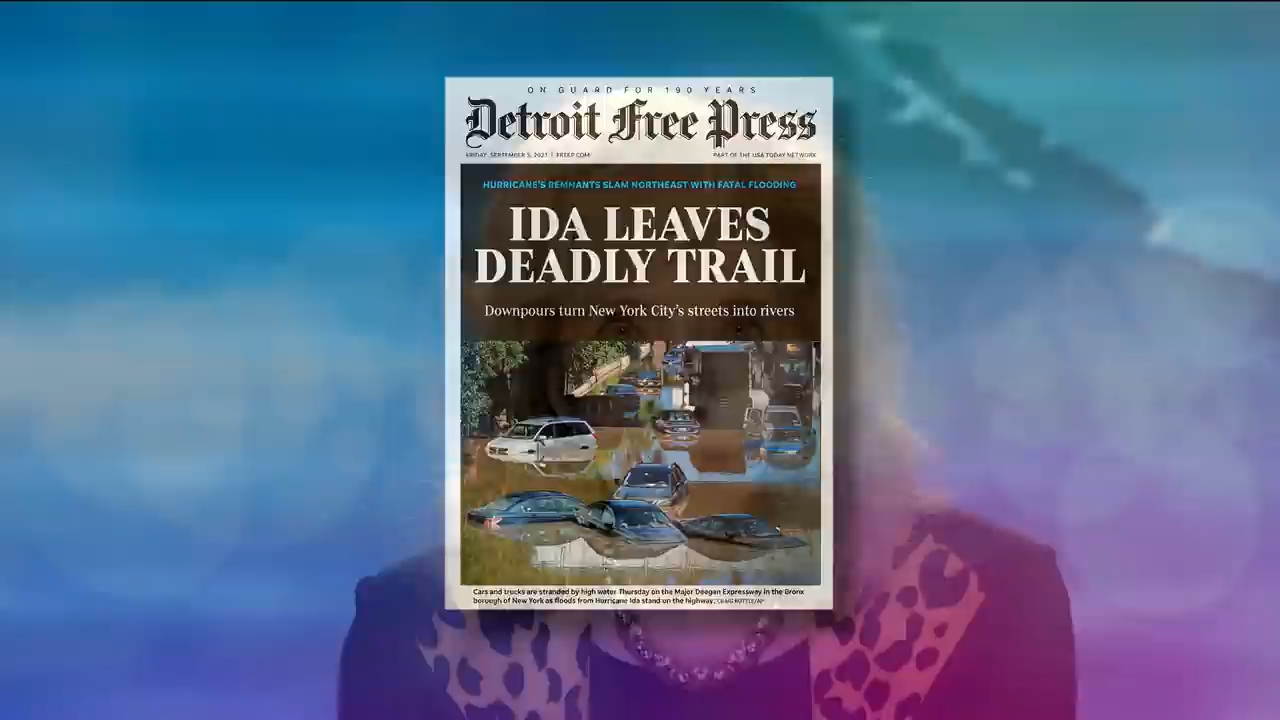 ON GUARD FOR 190 YEARS
Detroit Free Press
FRIDAY, SEPTEMBER 3, 2021 | FREEP.COM
PART OF THE USA TODAY NETWORK
HURRICANE'S REMNANTS SLAM NORTHEAST WITH FATAL FLOODING
IDA LEAVES
DEADLY TRAIL
Downpours turn New York City's streets into rivers
Cars and trucks are stranded by high water Thursday on the Major Deegan Expressway in the Bronx
borough of New York as floods from Hurricane Ida stand on the highway. CRAIG RUTTLE/AP